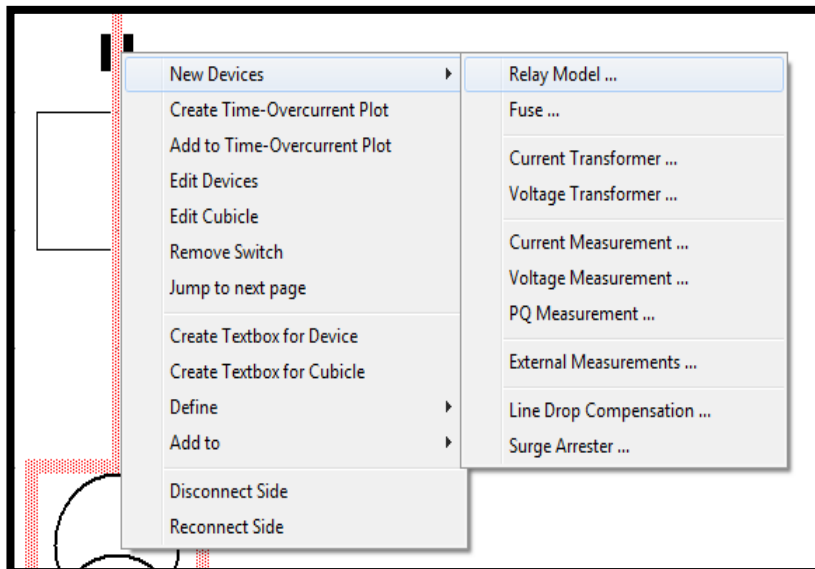 New Devices
Create Time-Overcurrent Plot
Add to Time-Overcurrent Plot
Edit Devices
Edit Cubicle
Remove Switch
Jump to next page
Create Textbox for Device
Create Textbox for Cubicle
Define
Add to
Disconnect Side
Reconnect Side
Relay Model ...
Fuse ...
Current Transformer ...
Voltage Transformer ...
Current Measurement ...
Voltage Measurement ...
PQ Measurement ...
External Measurements ...
Line Drop Compensation ...
Surge Arrester ...